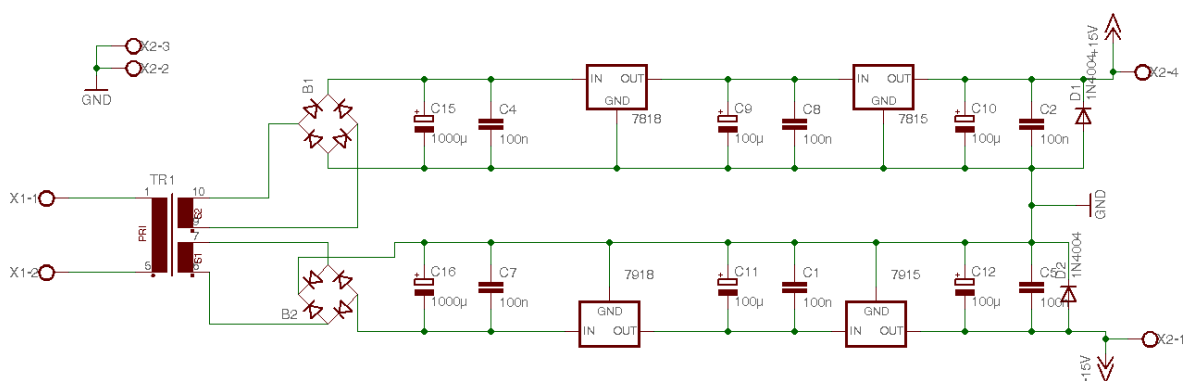 X2-3
X2-2
GND
B1
C15
1000µ
C4
100n
IN OUT
GND
7818
C9
100µ
C8
100n
IN OUT
GND
7815
C10
100µ
C2
100n
D1
1N4004
+15V
X2-4
TR1
X1-1
1
10
PRI
S2
7
S1
X1-2
5
GND
B2
C16
1000µ
C7
100n
7918
GND
IN OUT
C11
100µ
C1
100n
7915
GND
IN OUT
C12
100µ
C5
100n
D2
1N4004
X2-1
-15V